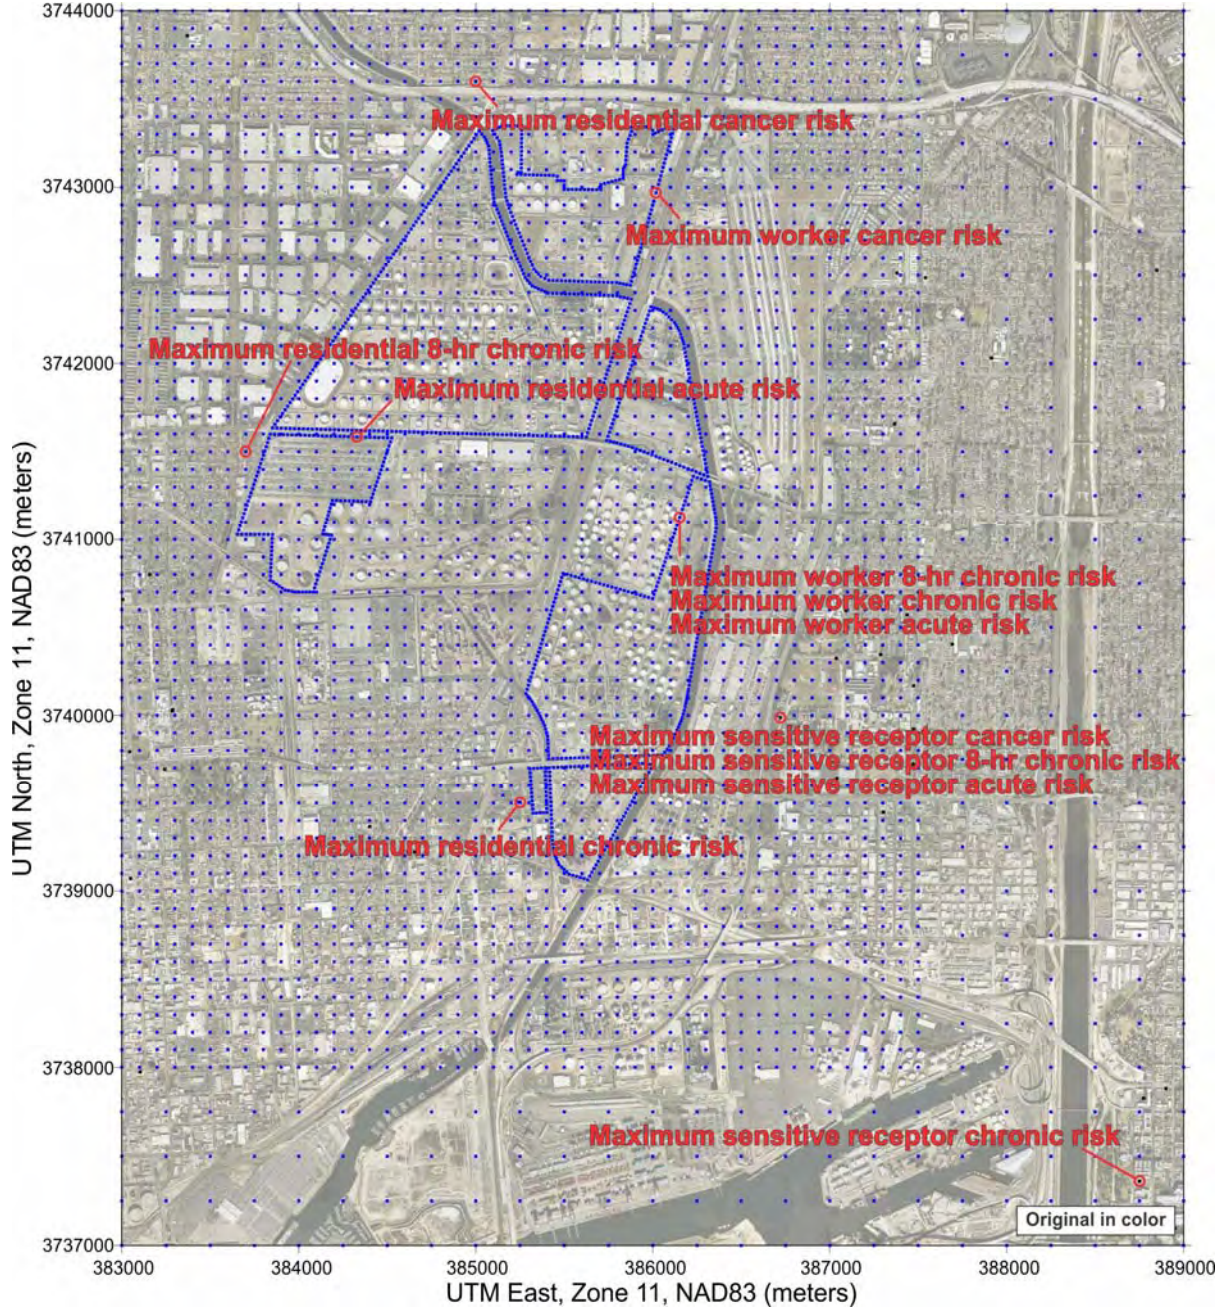 3744000
Maximum residential cancer risk
3743000
Maximum worker cancer risk
Maximum residential 8-hr chronic risk
3742000
Maximum residential acute risk
UTM North, Zone 11, NAD83 (meters)
3741000
Maximum worker 8-hr chronic risk
Maximum worker chronic risk
Maximum worker acute risk
3740000
Maximum sensitive receptor cancer risk
Maximum sensitive receptor 8-hr chronic risk
Maximum sensitive receptor acute risk
Maximum residential chronic risk
3739000
3738000
Maximum sensitive receptor chronic risk
Original in color
3737000
383000 384000 385000 386000 387000 388000 389000
UTM East, Zone 11, NAD83 (meters)